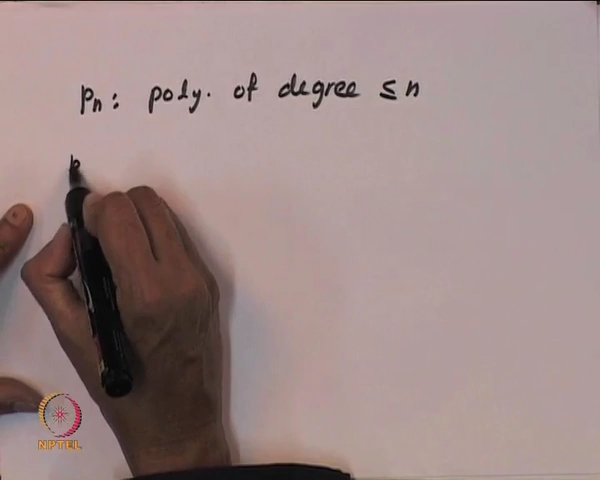 pn: poly. of degree ≤ n
p
NPTEL